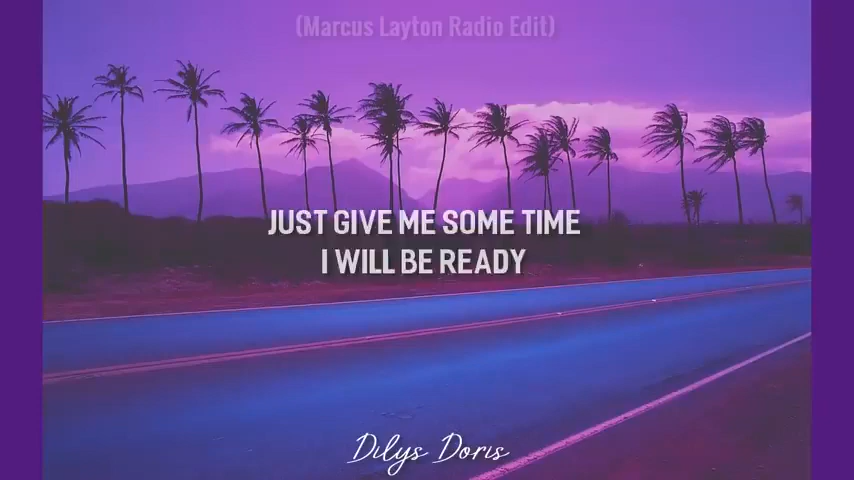 (Marcus Layton Radio Edit)
JUST GIVE ME SOME TIME
I WILL BE READY
Dilys Doris